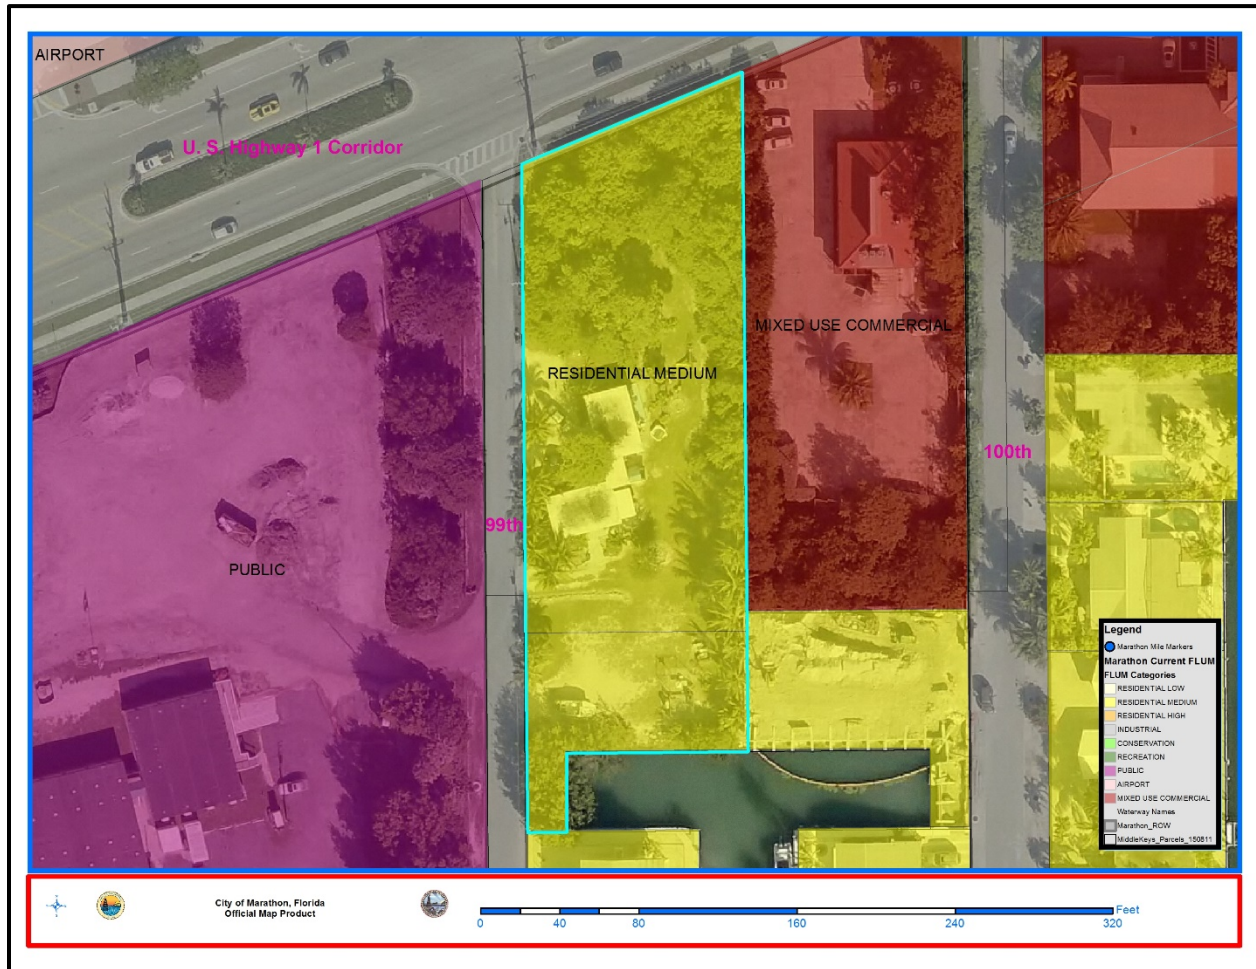 AIRPORT
U. S. Highway 1 Corridor
MIXED USE COMMERCIAL
RESIDENTIAL MEDIUM
100th
99th
PUBLIC
Legend
Marathon Mile Markers
Marathon Current FLUM
FLUM Categories
RESIDENTIAL LOW
RESIDENTIAL MEDIUM
RESIDENTIAL HIGH
INDUSTRIAL
CONSERVATION
RECREATION
PUBLIC
AIRPORT
MIXED USE COMMERCIAL
Waterway Names
Marathon_ROW
MiddleKeys_Parcels_150811
City of Marathon, Florida
Official Map Product
Feet
0 40 80 160 240 320